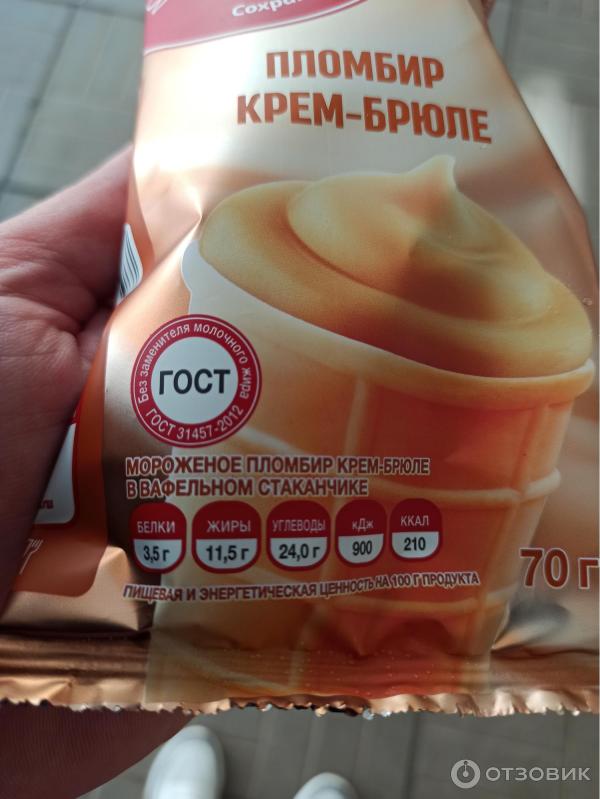 Сохра
ПЛОМБИР
КРЕМ-БРЮЛЕ
Без заменителя молочного жира
ГОСТ
ГОСТ 31457-2012
МОРОЖЕНОЕ ПЛОМБИР КРЕМ-БРЮЛЕ
В ВАФЕЛЬНОМ СТАКАНЧИКЕ
БЕЛКИ ЖИРЫ УГЛЕВОДЫ кДж ККАЛ
3,5 г 11,5 г 24,0 г 900 210
70 г
ПИЩЕВАЯ И ЭНЕРГЕТИЧЕСКАЯ ЦЕННОСТЬ НА 100 Г ПРОДУКТА
ОТЗОВИК